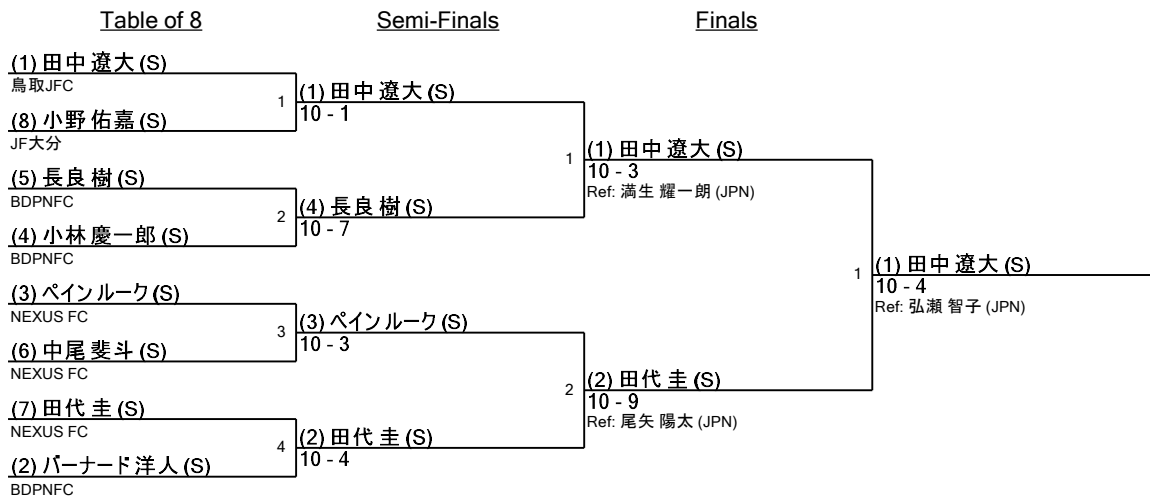 Table of 8
Semi-Finals
Finals
(1) 田中 遼大 (S)
鳥取JFC
1
(8) 小野 佑嘉 (S)
JF大分
(5) 長良 樹 (S)
BDPNFC
2
(4) 小林 慶一郎 (S)
BDPNFC
(3) ペイン ルーク (S)
NEXUS FC
3
(6) 中尾 斐斗 (S)
NEXUS FC
(7) 田代 圭 (S)
NEXUS FC
4
(2) バーナード 洋人 (S)
BDPNFC
(1) 田中 遼大 (S)
10 - 1
1
(4) 長良 樹 (S)
10 - 7
(3) ペイン ルーク (S)
10 - 3
2
(2) 田代 圭 (S)
10 - 4
(1) 田中 遼大 (S)
10 - 3
Ref: 満生 耀一朗 (JPN)
1
(2) 田代 圭 (S)
10 - 9
Ref: 尾矢 陽太 (JPN)
(1) 田中 遼大 (S)
10 - 4
Ref: 弘瀬 智子 (JPN)